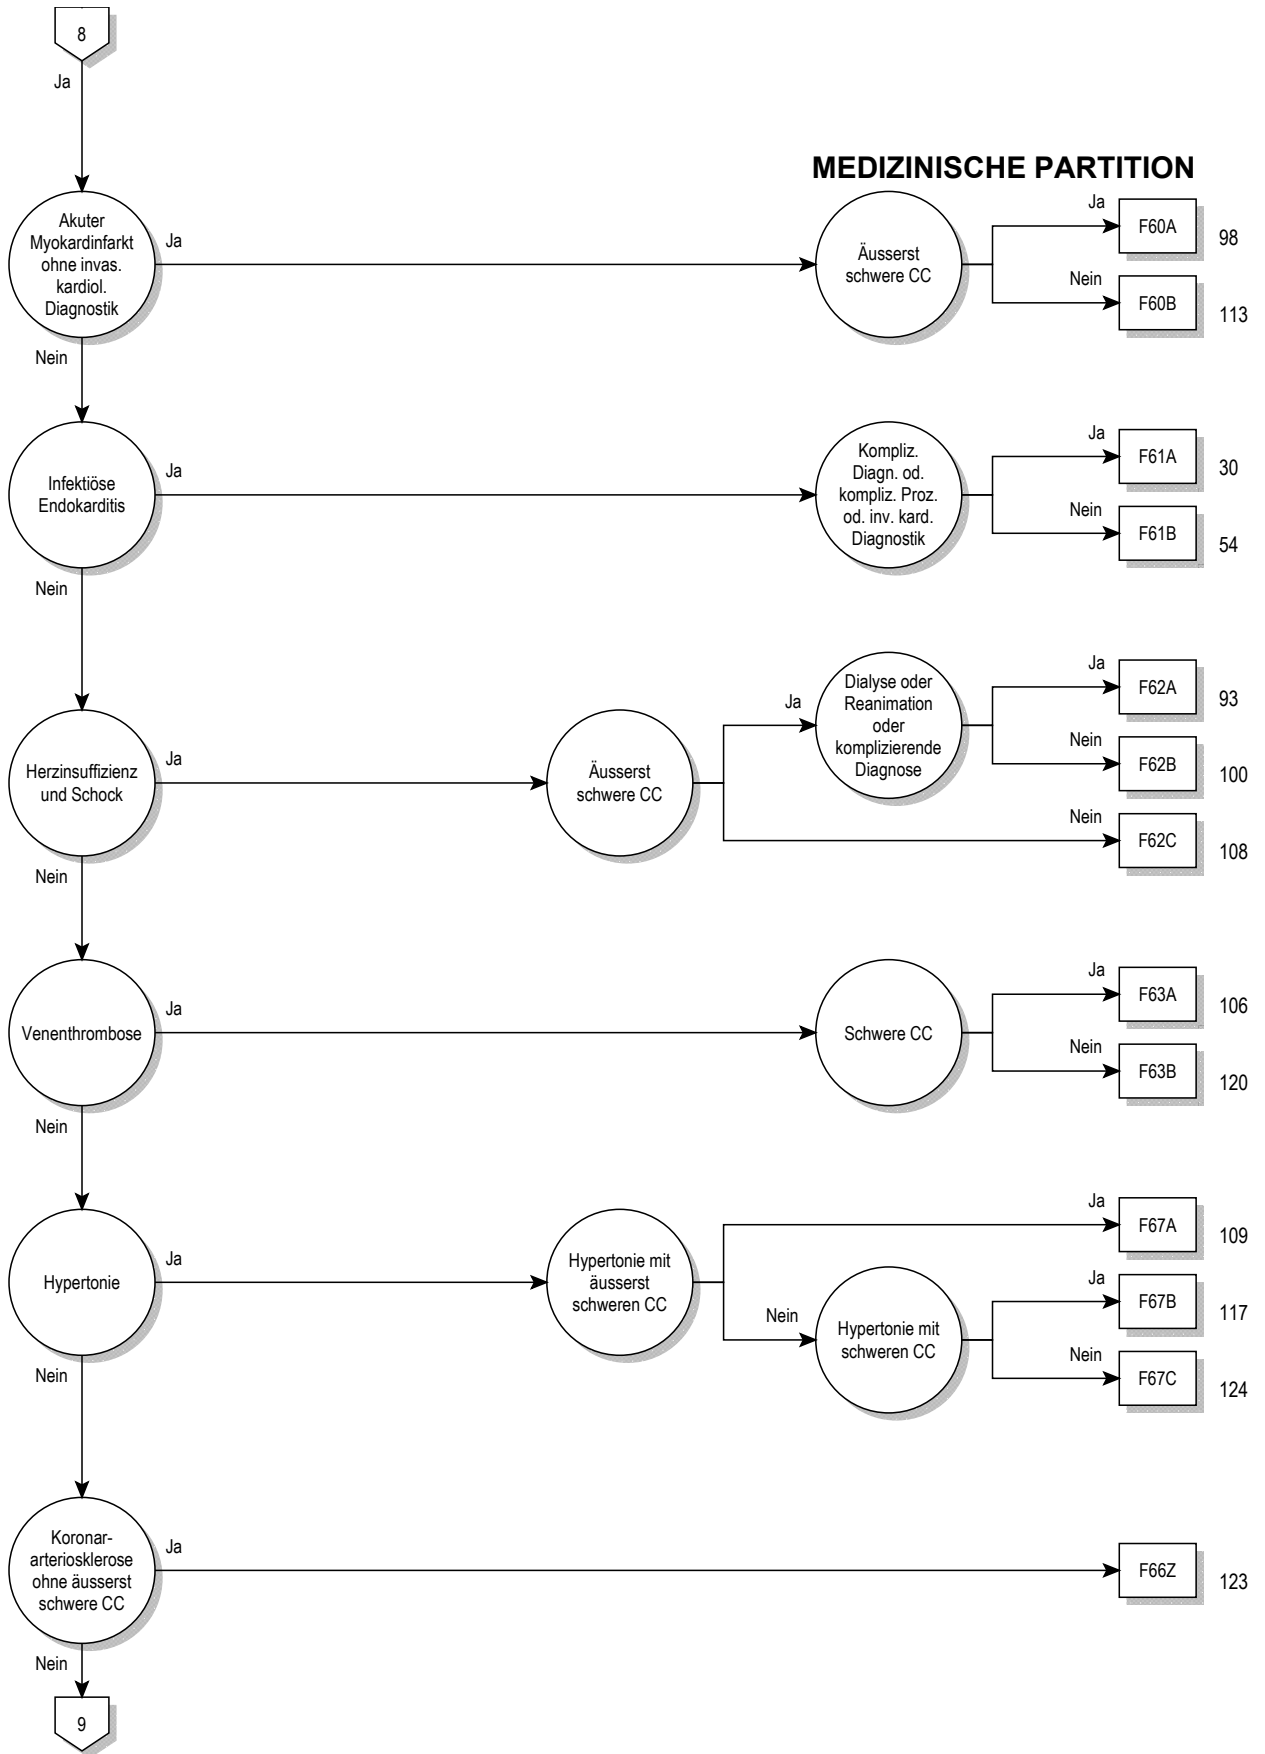 8
Ja
MEDIZINISCHE PARTITION
Akuter
Myokardinfarkt
ohne invas.
kardiol.
Diagnostik
Ja
Äusserst
schwere CC
Ja
F60A
98
Nein
F60B
113
Nein
Infektiöse
Endokarditis
Ja
Kompliz.
Diagn. od.
kompliz. Proz.
od. inv. kard.
Diagnostik
Ja
F61A
30
Nein
F61B
54
Nein
Herzinsuffizienz
und Schock
Ja
Äusserst
schwere CC
Ja
Dialyse oder
Reanimation
oder
komplizierende
Diagnose
Ja
F62A
93
Nein
F62B
100
Nein
F62C
108
Nein
Venenthrombose
Ja
Schwere CC
Ja
F63A
106
Nein
F63B
120
Nein
Hypertonie
Ja
Hypertonie mit
äusserst
schweren CC
Ja
F67A
109
Nein
Hypertonie mit
schweren CC
Ja
F67B
117
Nein
F67C
124
Nein
Koronar-
arteriosklerose
ohne äusserst
schwere CC
Ja
F66Z
123
Nein
9